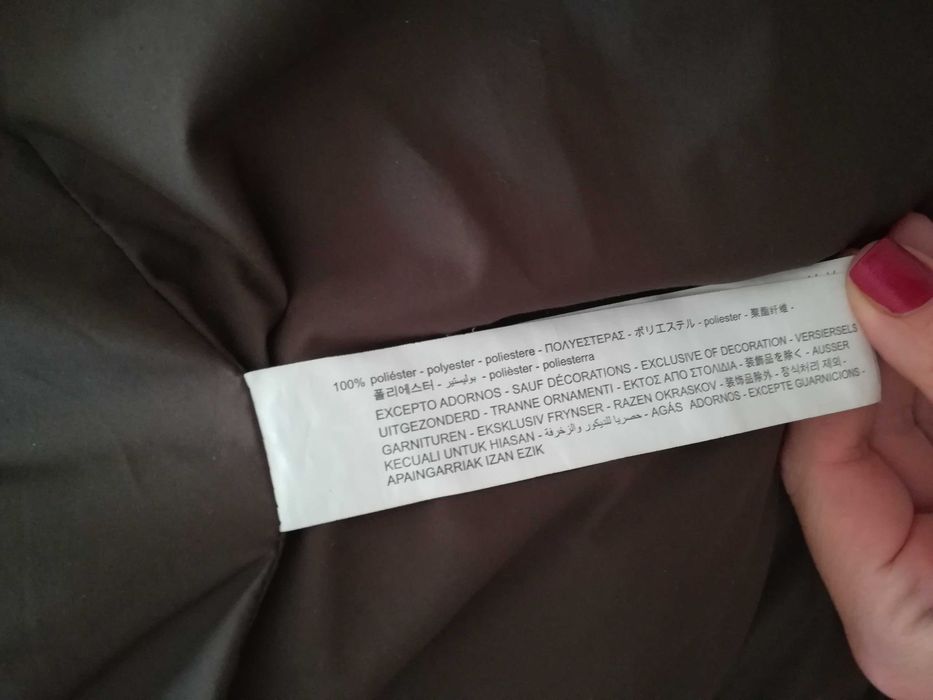 100% poliéster - polyester - poliestere - ΠΟΛΥΕΣΤΕΡΑΣ - ポリエステル - poliester - 聚酯纤维 -
폴리에스터 - بوليستير - polièster - poliesterra
EXCEPTO ADORNOS - SAUF DÉCORATIONS - EXCLUSIVE OF DECORATION - VERSIERSELS
UITGEZONDERD - TRANNE ORNAMENTI - ΕΚΤΟΣ ΑΠΟ ΣΤΟΛΙΔΙΑ - 装飾品を除く - AUSSER
GARNITUREN - EKSKLUSIV FRYNSER - RAZEN OKRASKOV - 装饰品除外 - 장식처리 제외 -
KECUALI UNTUK HIASAN - حصريا للديكور والزخرفة - AGÁS ADORNOS - EXCEPTE GUARNICIONS -
APAINGARRIAK IZAN EZIK